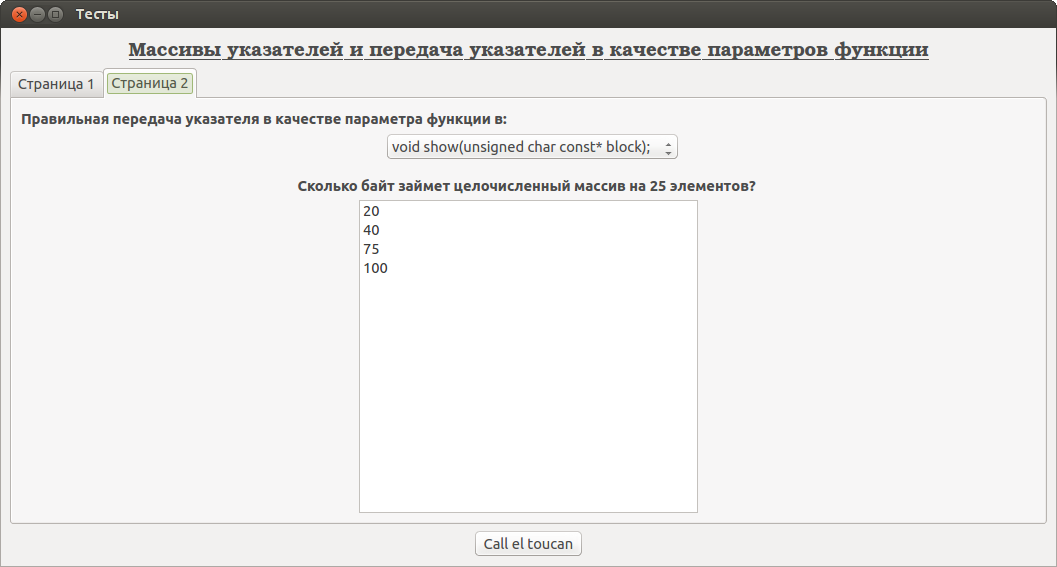 Тесты
Массивы указателей и передача указателей в качестве параметров функции
Страница 1
Страница 2
Правильная передача указателя в качестве параметра функции в:
void show(unsigned char const* block);
Сколько байт займет целочисленный массив на 25 элементов?
20
40
75
100
Call el toucan